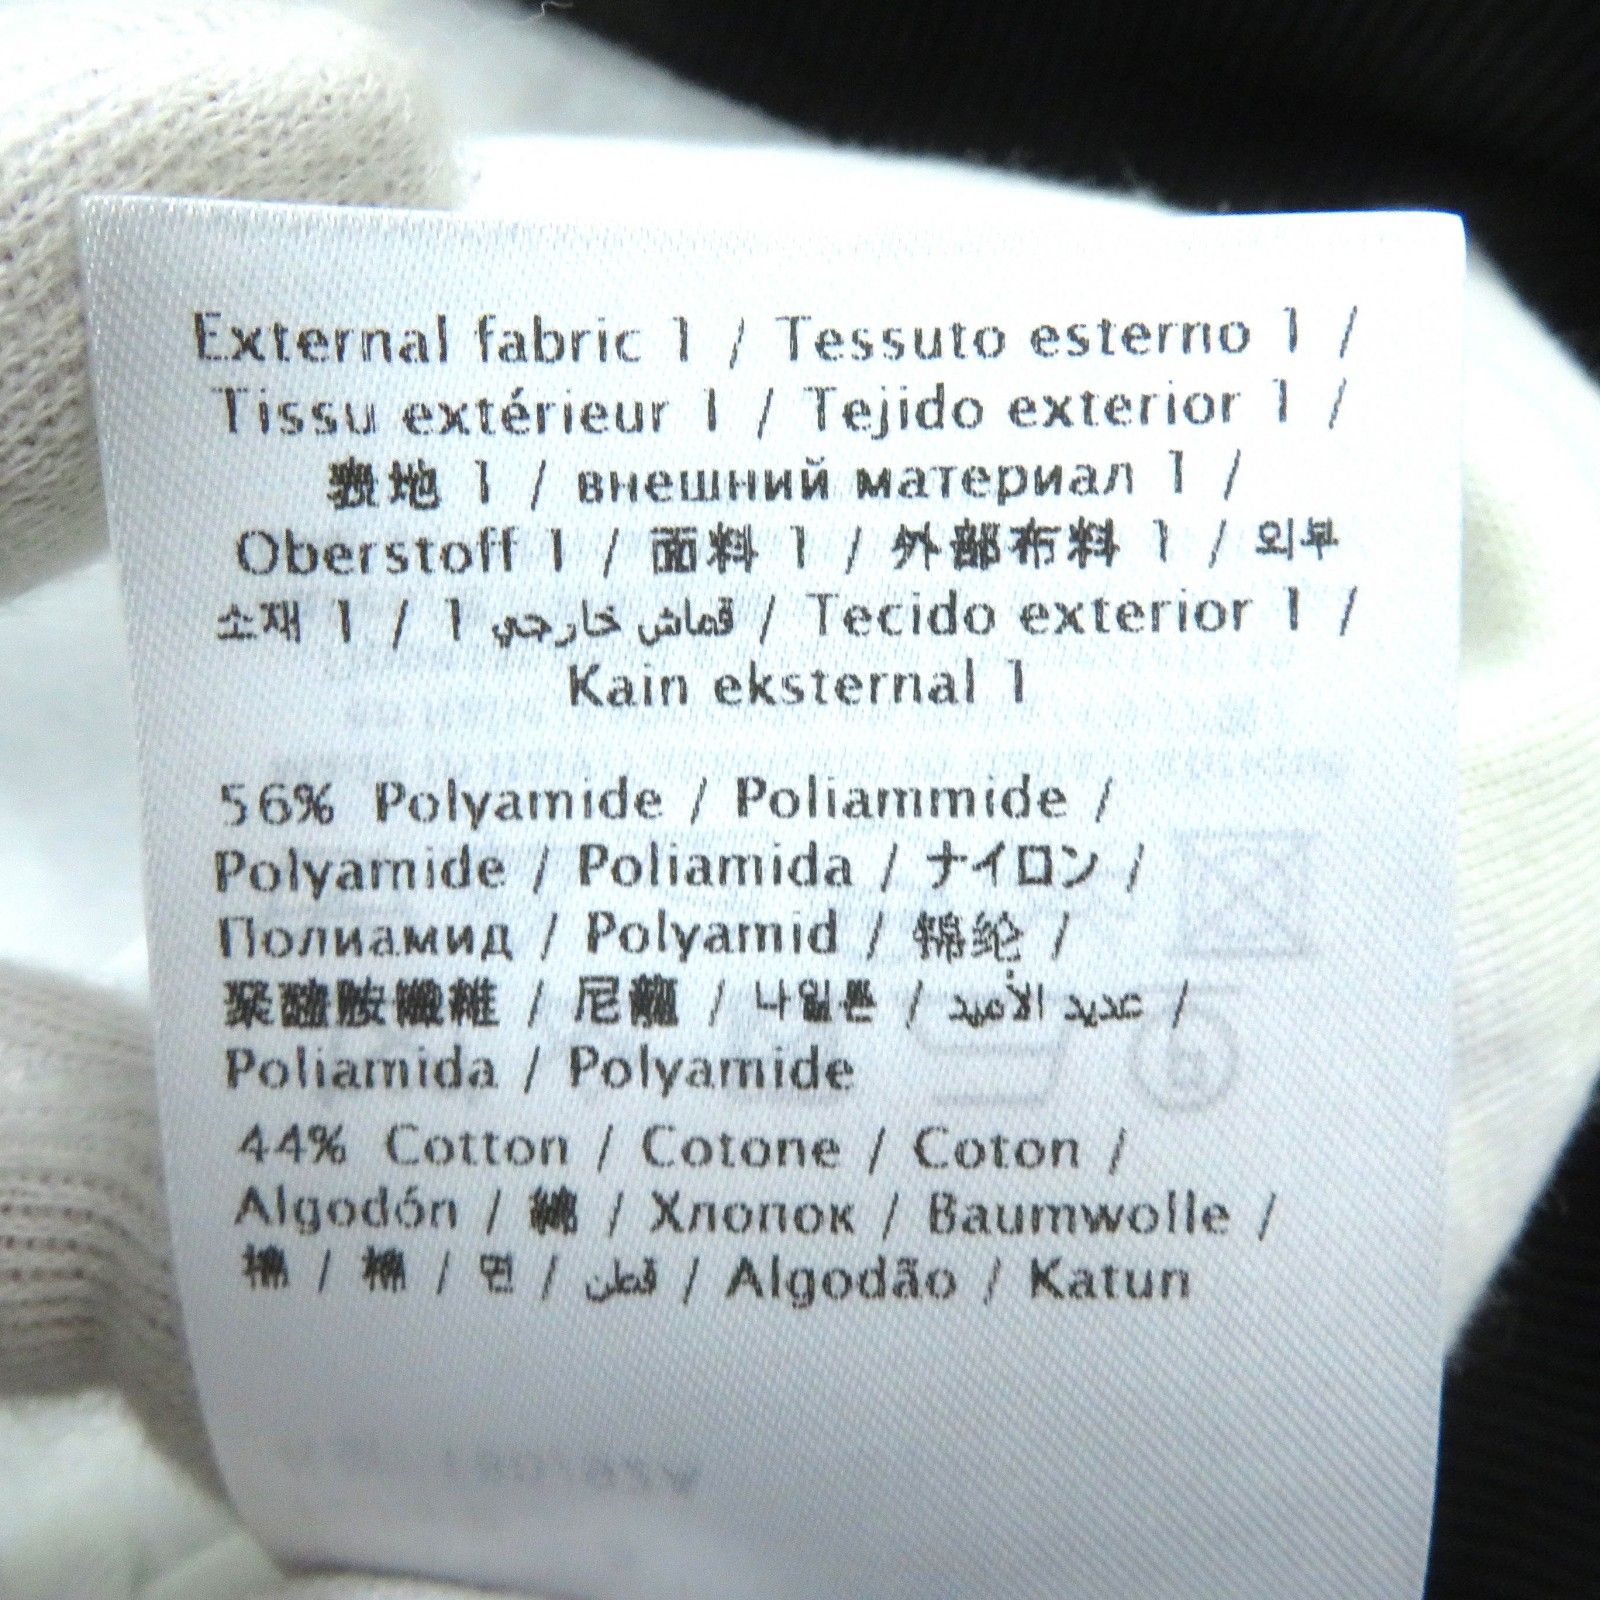 External fabric 1 / Tessuto esterno 1 /
Tissu extérieur 1 / Tejido exterior 1 /
表地 1 / внешний материал 1 /
Oberstoff 1 / 面料 1 / 外部布料 1 / 외부
소재 1 / 1 قماش خارجي / Tecido exterior 1 /
Kain eksternal 1
56% Polyamide / Poliammide /
Polyamide / Poliamida / ナイロン /
Полиамид / Polyamid / 锦纶 /
聚醯胺纖維 / 尼龍 / 나일론 / عديد الأميد /
Poliamida / Polyamide
44% Cotton / Cotone / Coton /
Algodón / 綿 / Хлопок / Baumwolle /
棉 / 棉 / 면 / قطن / Algodão / Katun